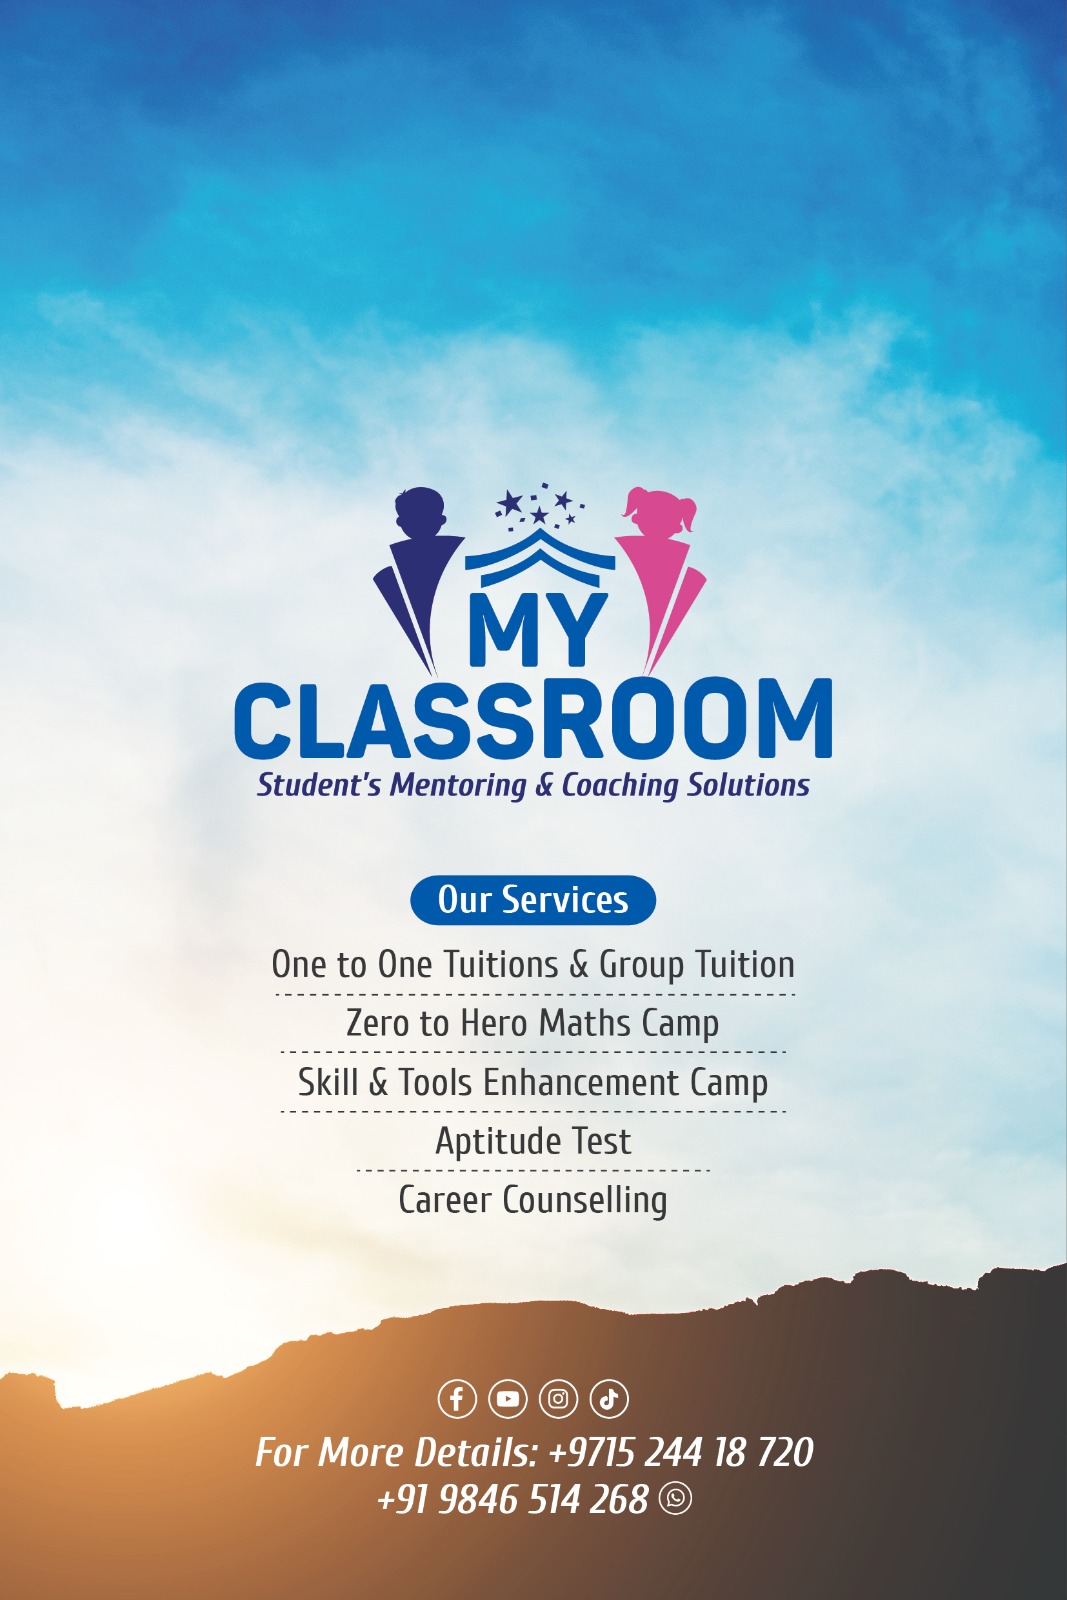 MY
CLASSROOM
Student's Mentoring & Coaching Solutions
Our Services
One to One Tuitions & Group Tuition
Zero to Hero Maths Camp
Skill & Tools Enhancement Camp
Aptitude Test
Career Counselling
For More Details: +9715 244 18 720
+91 9846 514 268